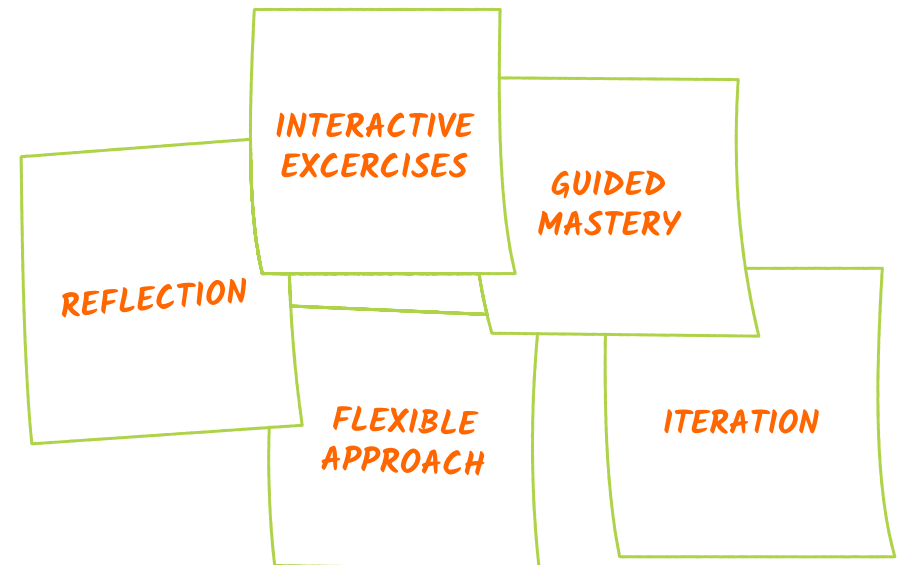 INTERACTIVE
EXCERCISES
GUIDED
MASTERY
REFLECTION
FLEXIBLE
APPROACH
ITERATION